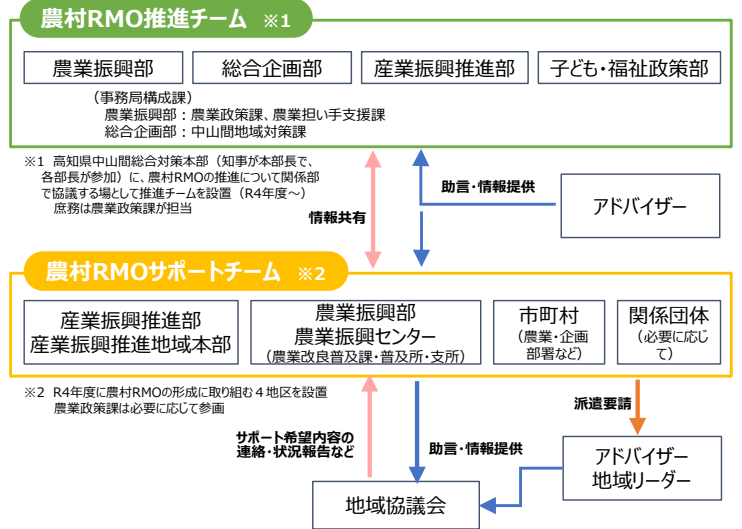 農村RMO推進チーム ※1
農業振興部
総合企画部
産業振興推進部
子ども・福祉政策部
（事務局構成課）
農業振興部：農業政策課、農業担い手支援課
総合企画部：中山間地域対策課
※1 高知県中山間総合対策本部（知事が本部長で、
各部長が参加）に、農村RMOの推進について関係部
で協議する場として推進チームを設置（R4年度～）
庶務は農業政策課が担当
情報共有
助言・情報提供
アドバイザー
農村RMOサポートチーム ※2
産業振興推進部
産業振興推進地域本部
農業振興部
農業振興センター
（農業改良普及課・普及所・支所）
市町村
（農業・企画
部署など）
関係団体
（必要に応じ
て）
※2 R4年度に農村RMOの形成に取り組む４地区を設置
農業政策課は必要に応じて参画
サポート希望内容の
連絡・状況報告など
助言・情報提供
派遣要請
アドバイザー
地域リーダー
地域協議会